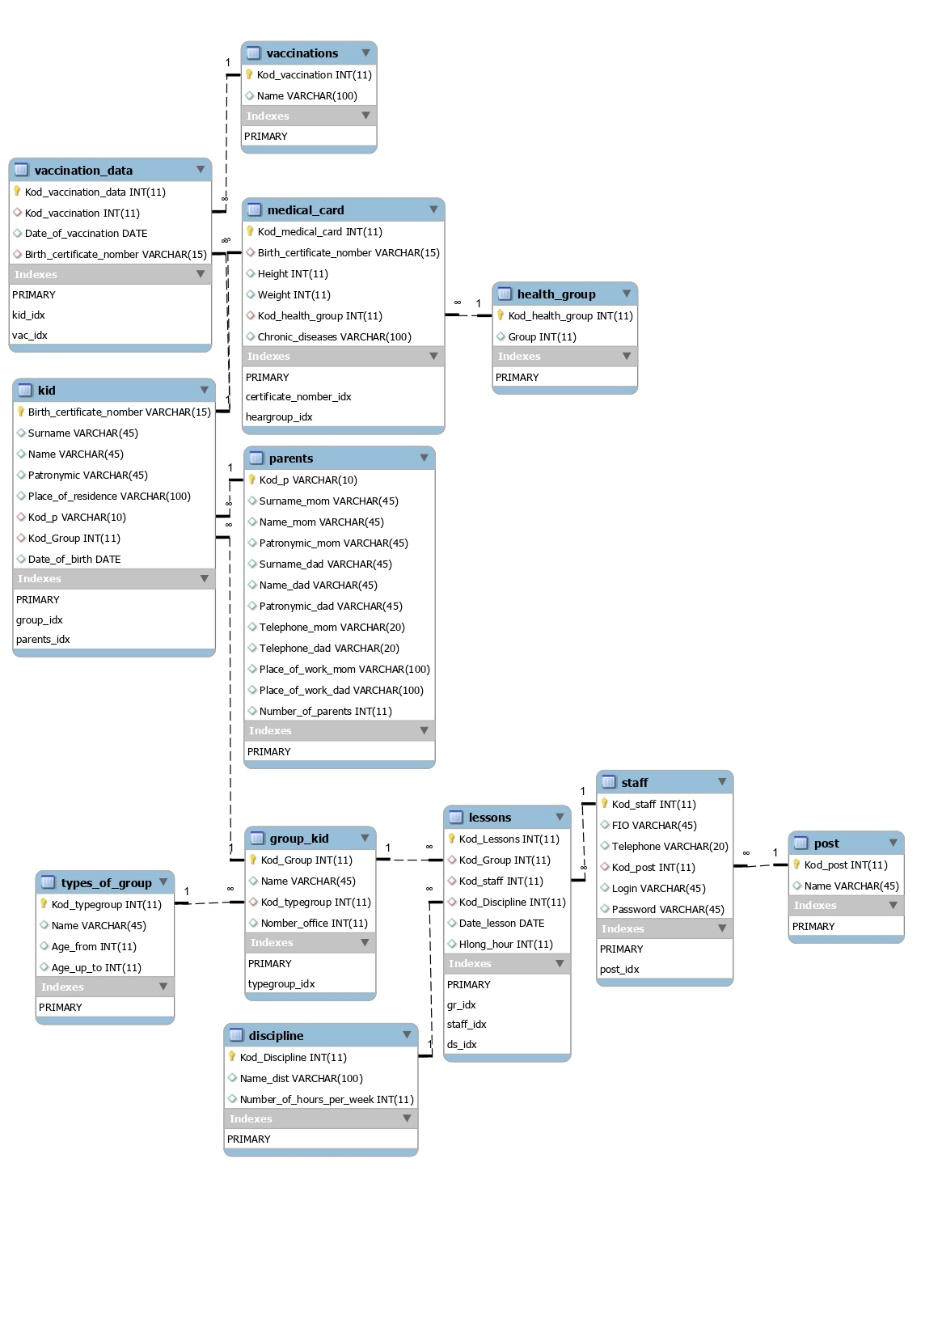 vaccinations
Kod_vaccination INT(11)
Name VARCHAR(100)
Indexes
PRIMARY
1
∞
vaccination_data
Kod_vaccination_data INT(11)
Kod_vaccination INT(11)
Date_of_vaccination DATE
Birth_certificate_nomber VARCHAR(15)
Indexes
PRIMARY
kid_idx
vac_idx
medical_card
Kod_medical_card INT(11)
Birth_certificate_nomber VARCHAR(15)
Height INT(11)
Weight INT(11)
Kod_health_group INT(11)
Chronic_diseases VARCHAR(100)
Indexes
PRIMARY
certificate_nomber_idx
heargroup_idx
∞ 1
health_group
Kod_health_group INT(11)
Group INT(11)
Indexes
PRIMARY
kid
Birth_certificate_nomber VARCHAR(15)
Surname VARCHAR(45)
Name VARCHAR(45)
Patronymic VARCHAR(45)
Place_of_residence VARCHAR(100)
Kod_p VARCHAR(10)
Kod_Group INT(11)
Date_of_birth DATE
Indexes
PRIMARY
group_idx
parents_idx
1
∞
∞
parents
Kod_p VARCHAR(10)
Surname_mom VARCHAR(45)
Name_mom VARCHAR(45)
Patronymic_mom VARCHAR(45)
Surname_dad VARCHAR(45)
Name_dad VARCHAR(45)
Patronymic_dad VARCHAR(45)
Telephone_mom VARCHAR(20)
Telephone_dad VARCHAR(20)
Place_of_work_mom VARCHAR(100)
Place_of_work_dad VARCHAR(100)
Number_of_parents INT(11)
Indexes
PRIMARY
1
group_kid
Kod_Group INT(11)
Name VARCHAR(45)
Kod_typegroup INT(11)
Nomber_office INT(11)
Indexes
PRIMARY
typegroup_idx
1 ∞
types_of_group
Kod_typegroup INT(11)
Name VARCHAR(45)
Age_from INT(11)
Age_up_to INT(11)
Indexes
PRIMARY
1 ∞
lessons
Kod_Lessons INT(11)
Kod_Group INT(11)
Kod_staff INT(11)
Kod_Discipline INT(11)
Date_lesson DATE
Hlong_hour INT(11)
Indexes
PRIMARY
gr_idx
staff_idx
ds_idx
1
∞
staff
Kod_staff INT(11)
FIO VARCHAR(45)
Telephone VARCHAR(20)
Kod_post INT(11)
Login VARCHAR(45)
Password VARCHAR(45)
Indexes
PRIMARY
post_idx
∞ 1
post
Kod_post INT(11)
Name VARCHAR(45)
Indexes
PRIMARY
discipline
Kod_Discipline INT(11)
Name_dist VARCHAR(100)
Number_of_hours_per_week INT(11)
Indexes
PRIMARY
∞
1